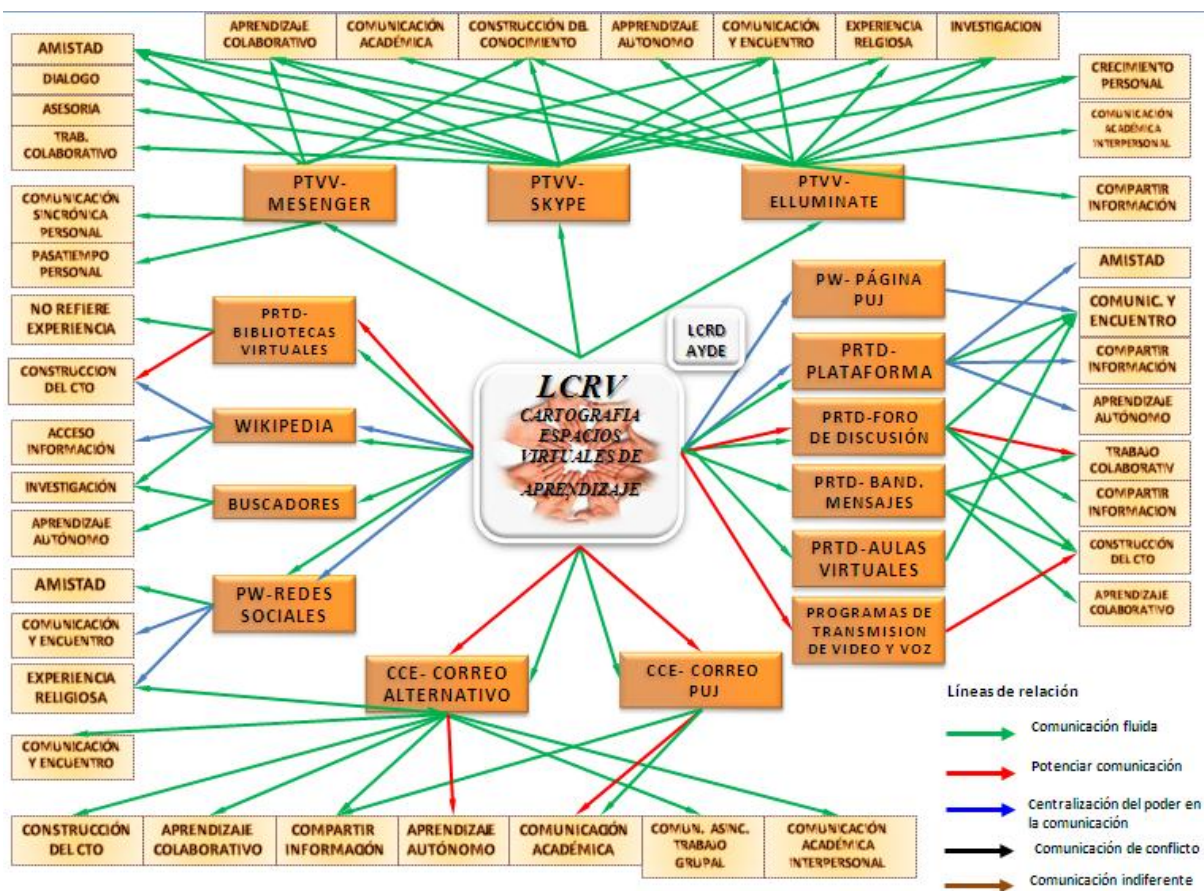 APRENDIZAJE
COLABORATIVO
COMUNICACIÓN
ACADÉMICA
CONSTRUCCIÓN DEL
CONOCIMIENTO
APPRENDIZAJE
AUTONOMO
COMUNICACIÓN
Y ENCUENTRO
EXPERIENCIA
RELGIOSA
INVESTIGACION
AMISTAD
DIALOGO
ASESORIA
TRAB.
COLABORATIVO
COMUNICACIÓN
SINCRÓNICA
PERSONAL
PASATIEMPO
PERSONAL
NO REFIERE
EXPERIENCIA
CONSTRUCCION
DEL CTO
ACCESO
INFORMACIÓN
INVESTIGACIÓN
APRENDIZAJE
AUTÓNOMO
AMISTAD
COMUNICACIÓN
Y ENCUENTRO
EXPERIENCIA
RELIGIOSA
COMUNICACIÓN
Y ENCUENTRO
PTVV-
MESENGER
PTVV-
SKYPE
PTVV-
ELLUMINATE
PRTD-
BIBLIOTECAS
VIRTUALES
WIKIPEDIA
BUSCADORES
PW-REDES
SOCIALES
LCRD
AYDE
LCRV
CARTOGRAFIA
ESPACIOS
VIRTUALES DE
APRENDIZAJE
PW- PÁGINA
PUJ
PRTD-
PLATAFORMA
PRTD-FORO
DE DISCUSIÓN
PRTD- BAND.
MENSAJES
PRTD-AULAS
VIRTUALES
PROGRAMAS DE
TRANSMISION
DE VIDEO Y VOZ
CCE- CORREO
ALTERNATIVO
CCE- CORREO
PUJ
CRECIMIENTO
PERSONAL
COMUNICACIÓN
ACADÉMICA
INTERPERSONAL
COMPARTIR
INFORMACIÓN
AMISTAD
COMUNIC. Y
ENCUENTRO
COMPARTIR
INFORMACIÓN
APRENDIZAJE
AUTÓNOMO
TRABAJO
COLABORATIV
COMPARTIR
INFORMACION
CONSTRUCCIÓN
DEL CTO
APRENDIZAJE
COLABORATIVO
CONSTRUCCIÓN
DEL CTO
APRENDIZAJE
COLABORATIVO
COMPARTIR
INFORMACIÓN
APRENDIZAJE
AUTÓNOMO
COMUNICACIÓN
ACADÉMICA
COMUN. ASINC.
TRABAJO
GRUPAL
COMUNICACIÓN
ACADÉMICA
INTERPERSONAL
Líneas de relación
Comunicación fluida
Potenciar comunicación
Centralización del poder en
la comunicación
Comunicación de conflicto
Comunicación indiferente